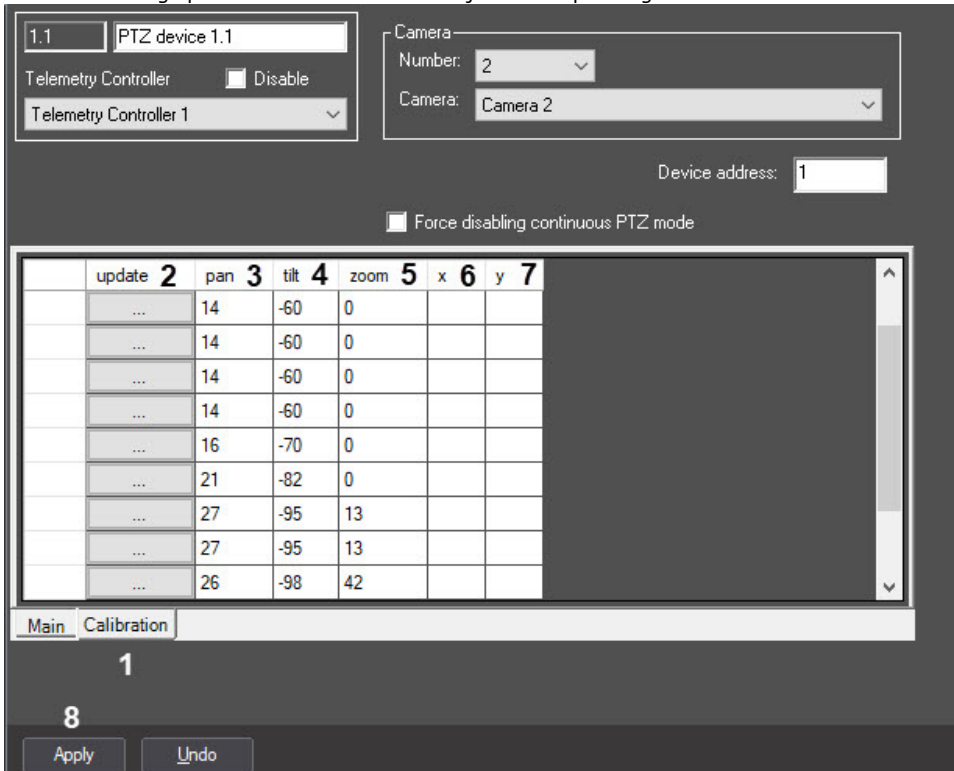 1.1 PTZ device 1.1
Telemetry Controller Disable
Telemetry Controller 1
Camera
Number: 2
Camera: Camera 2
Device address: 1
Force disabling continuous PTZ mode
update 2 pan 3 tilt 4 zoom 5 x 6 y 7
... 14 -60 0
... 14 -60 0
... 14 -60 0
... 14 -60 0
... 16 -70 0
... 21 -82 0
... 27 -95 13
... 27 -95 13
... 26 -98 42
Main Calibration
1
8
Apply Undo